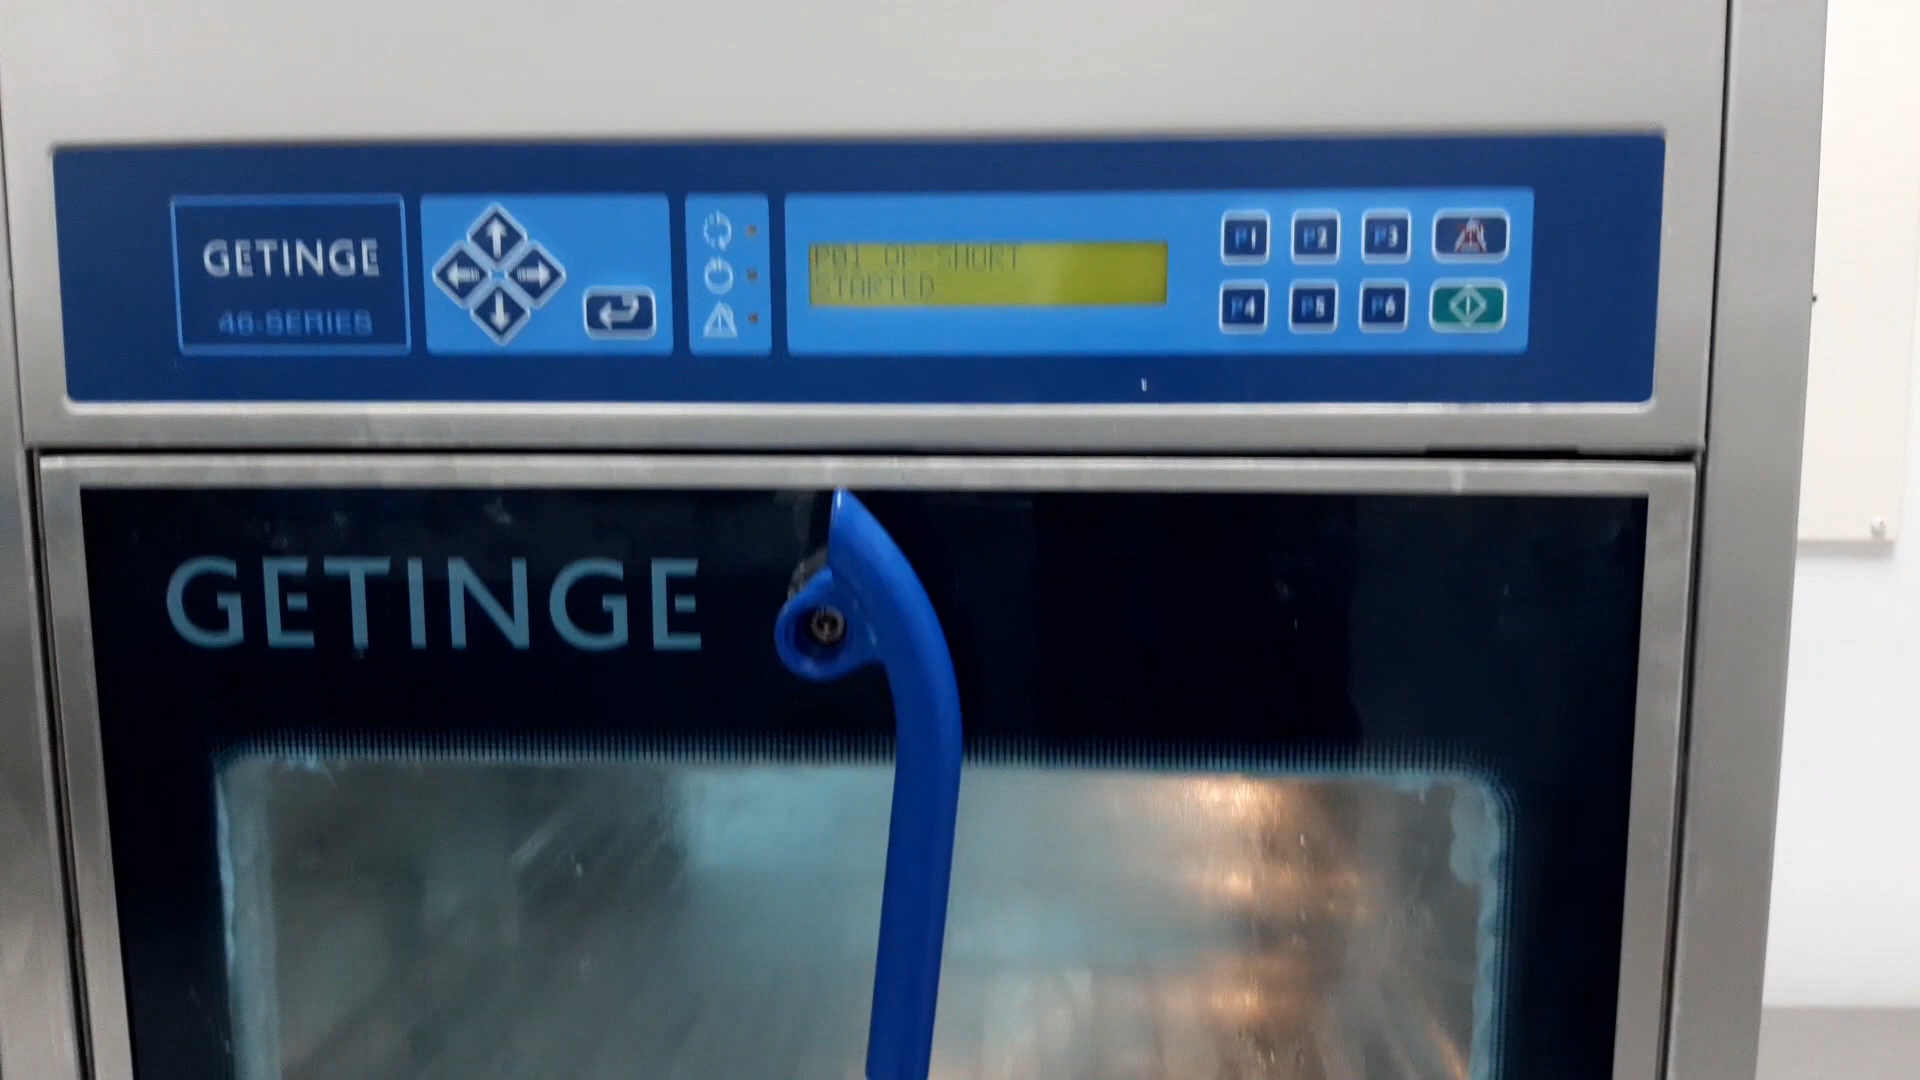 GETINGE
46-SERIES
P01 OP-SHORT
STARTED
P1 P2 P3
P4 P5 P6
GETINGE